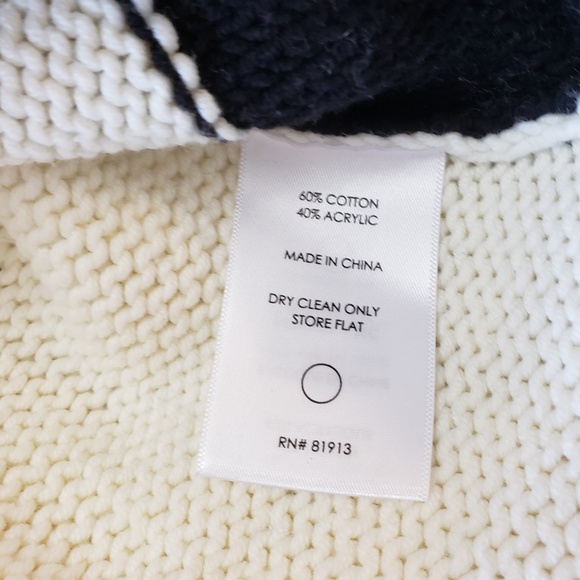 60% COTTON
40% ACRYLIC
MADE IN CHINA
DRY CLEAN ONLY
STORE FLAT
RN# 81913